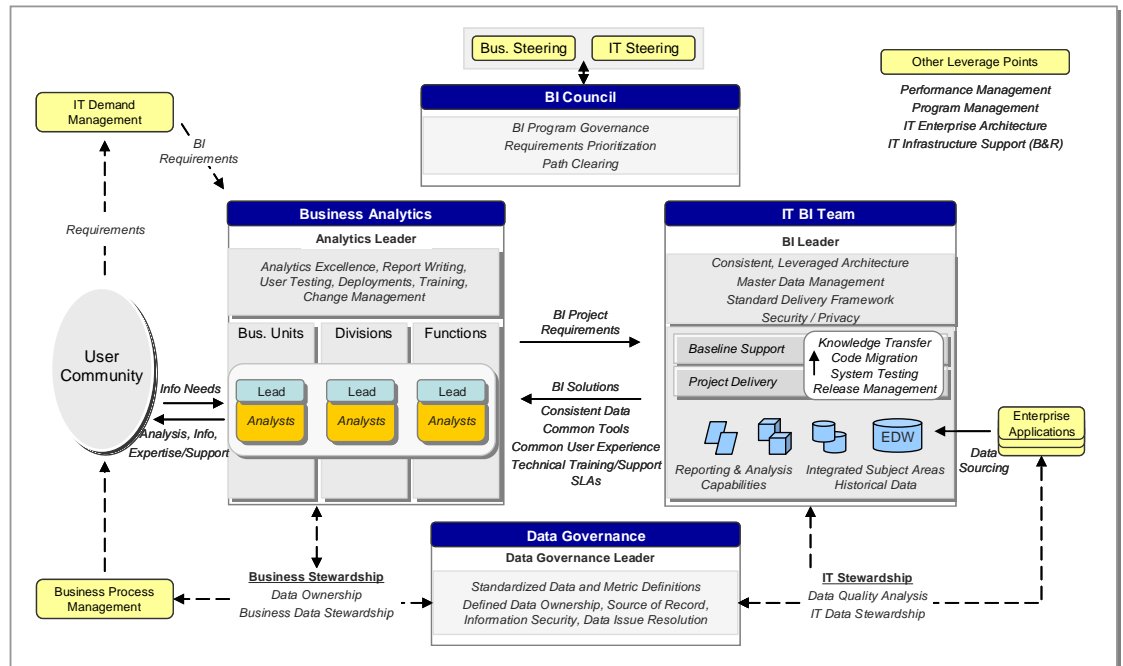 Bus. Steering
IT Steering
Other Leverage Points
Performance Management
Program Management
IT Enterprise Architecture
IT Infrastructure Support (B&R)
BI Council
BI Program Governance
Requirements Prioritization
Path Clearing
IT Demand
Management
BI
Requirements
Requirements
User
Community
Info Needs
Analysis, Info,
Expertise/Support
Business Process
Management
Business Analytics
Analytics Leader
Analytics Excellence, Report Writing,
User Testing, Deployments, Training,
Change Management
Bus. Units
Divisions
Functions
Lead
Lead
Lead
Analysts
Analysts
Analysts
BI Project
Requirements
BI Solutions
Consistent Data
Common Tools
Common User Experience
Technical Training/Support
SLAs
IT BI Team
BI Leader
Consistent, Leveraged Architecture
Master Data Management
Standard Delivery Framework
Security / Privacy
Baseline Support
Project Delivery
Knowledge Transfer
Code Migration
System Testing
Release Management
EDW
Reporting & Analysis
Capabilities
Integrated Subject Areas
Historical Data
Enterprise
Applications
Data
Sourcing
Business Stewardship
Data Ownership
Business Data Stewardship
Data Governance
Data Governance Leader
Standardized Data and Metric Definitions
Defined Data Ownership, Source of Record,
Information Security, Data Issue Resolution
IT Stewardship
Data Quality Analysis
IT Data Stewardship